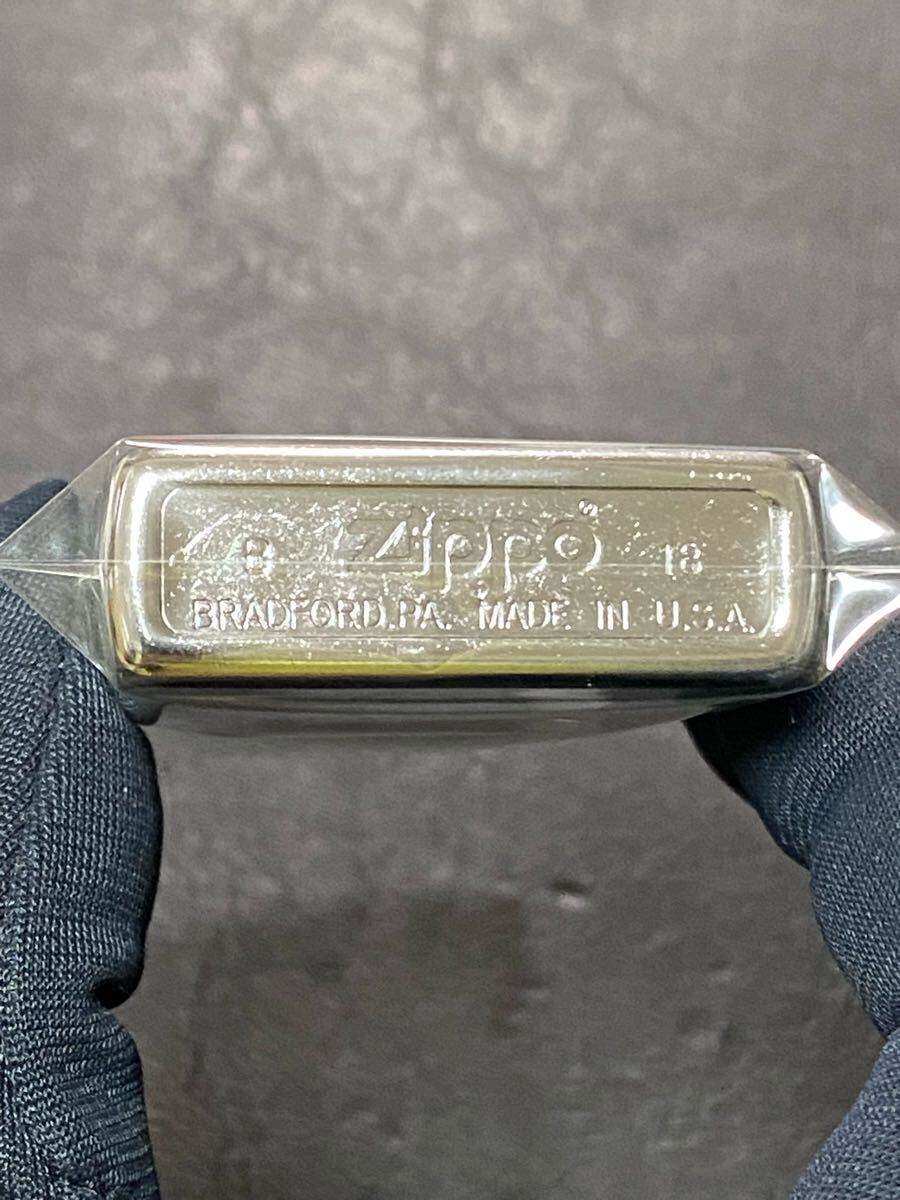 B Zippo® 18
BRADFORD,PA. MADE IN U.S.A.